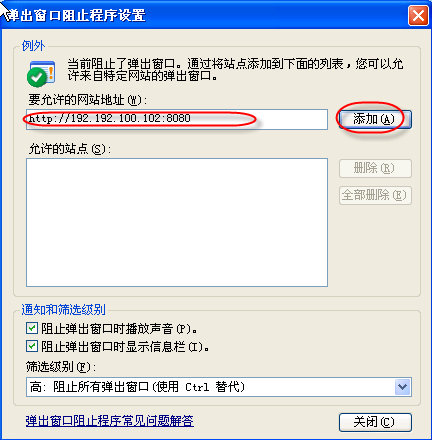 弹出窗口阻止程序设置
例外
当前阻止了弹出窗口。通过将站点添加到下面的列表，您可以允
许来自特定网站的弹出窗口。
要允许的网站地址(W):
http://192.192.100.102:8080
添加(A)
允许的站点(S):
删除(R)
全部删除(E)
通知和筛选级别
阻止弹出窗口时播放声音(P)。
阻止弹出窗口时显示信息栏(I)。
筛选级别(F):
高: 阻止所有弹出窗口(使用 Ctrl 替代)
弹出窗口阻止程序常见问题解答
关闭(C)